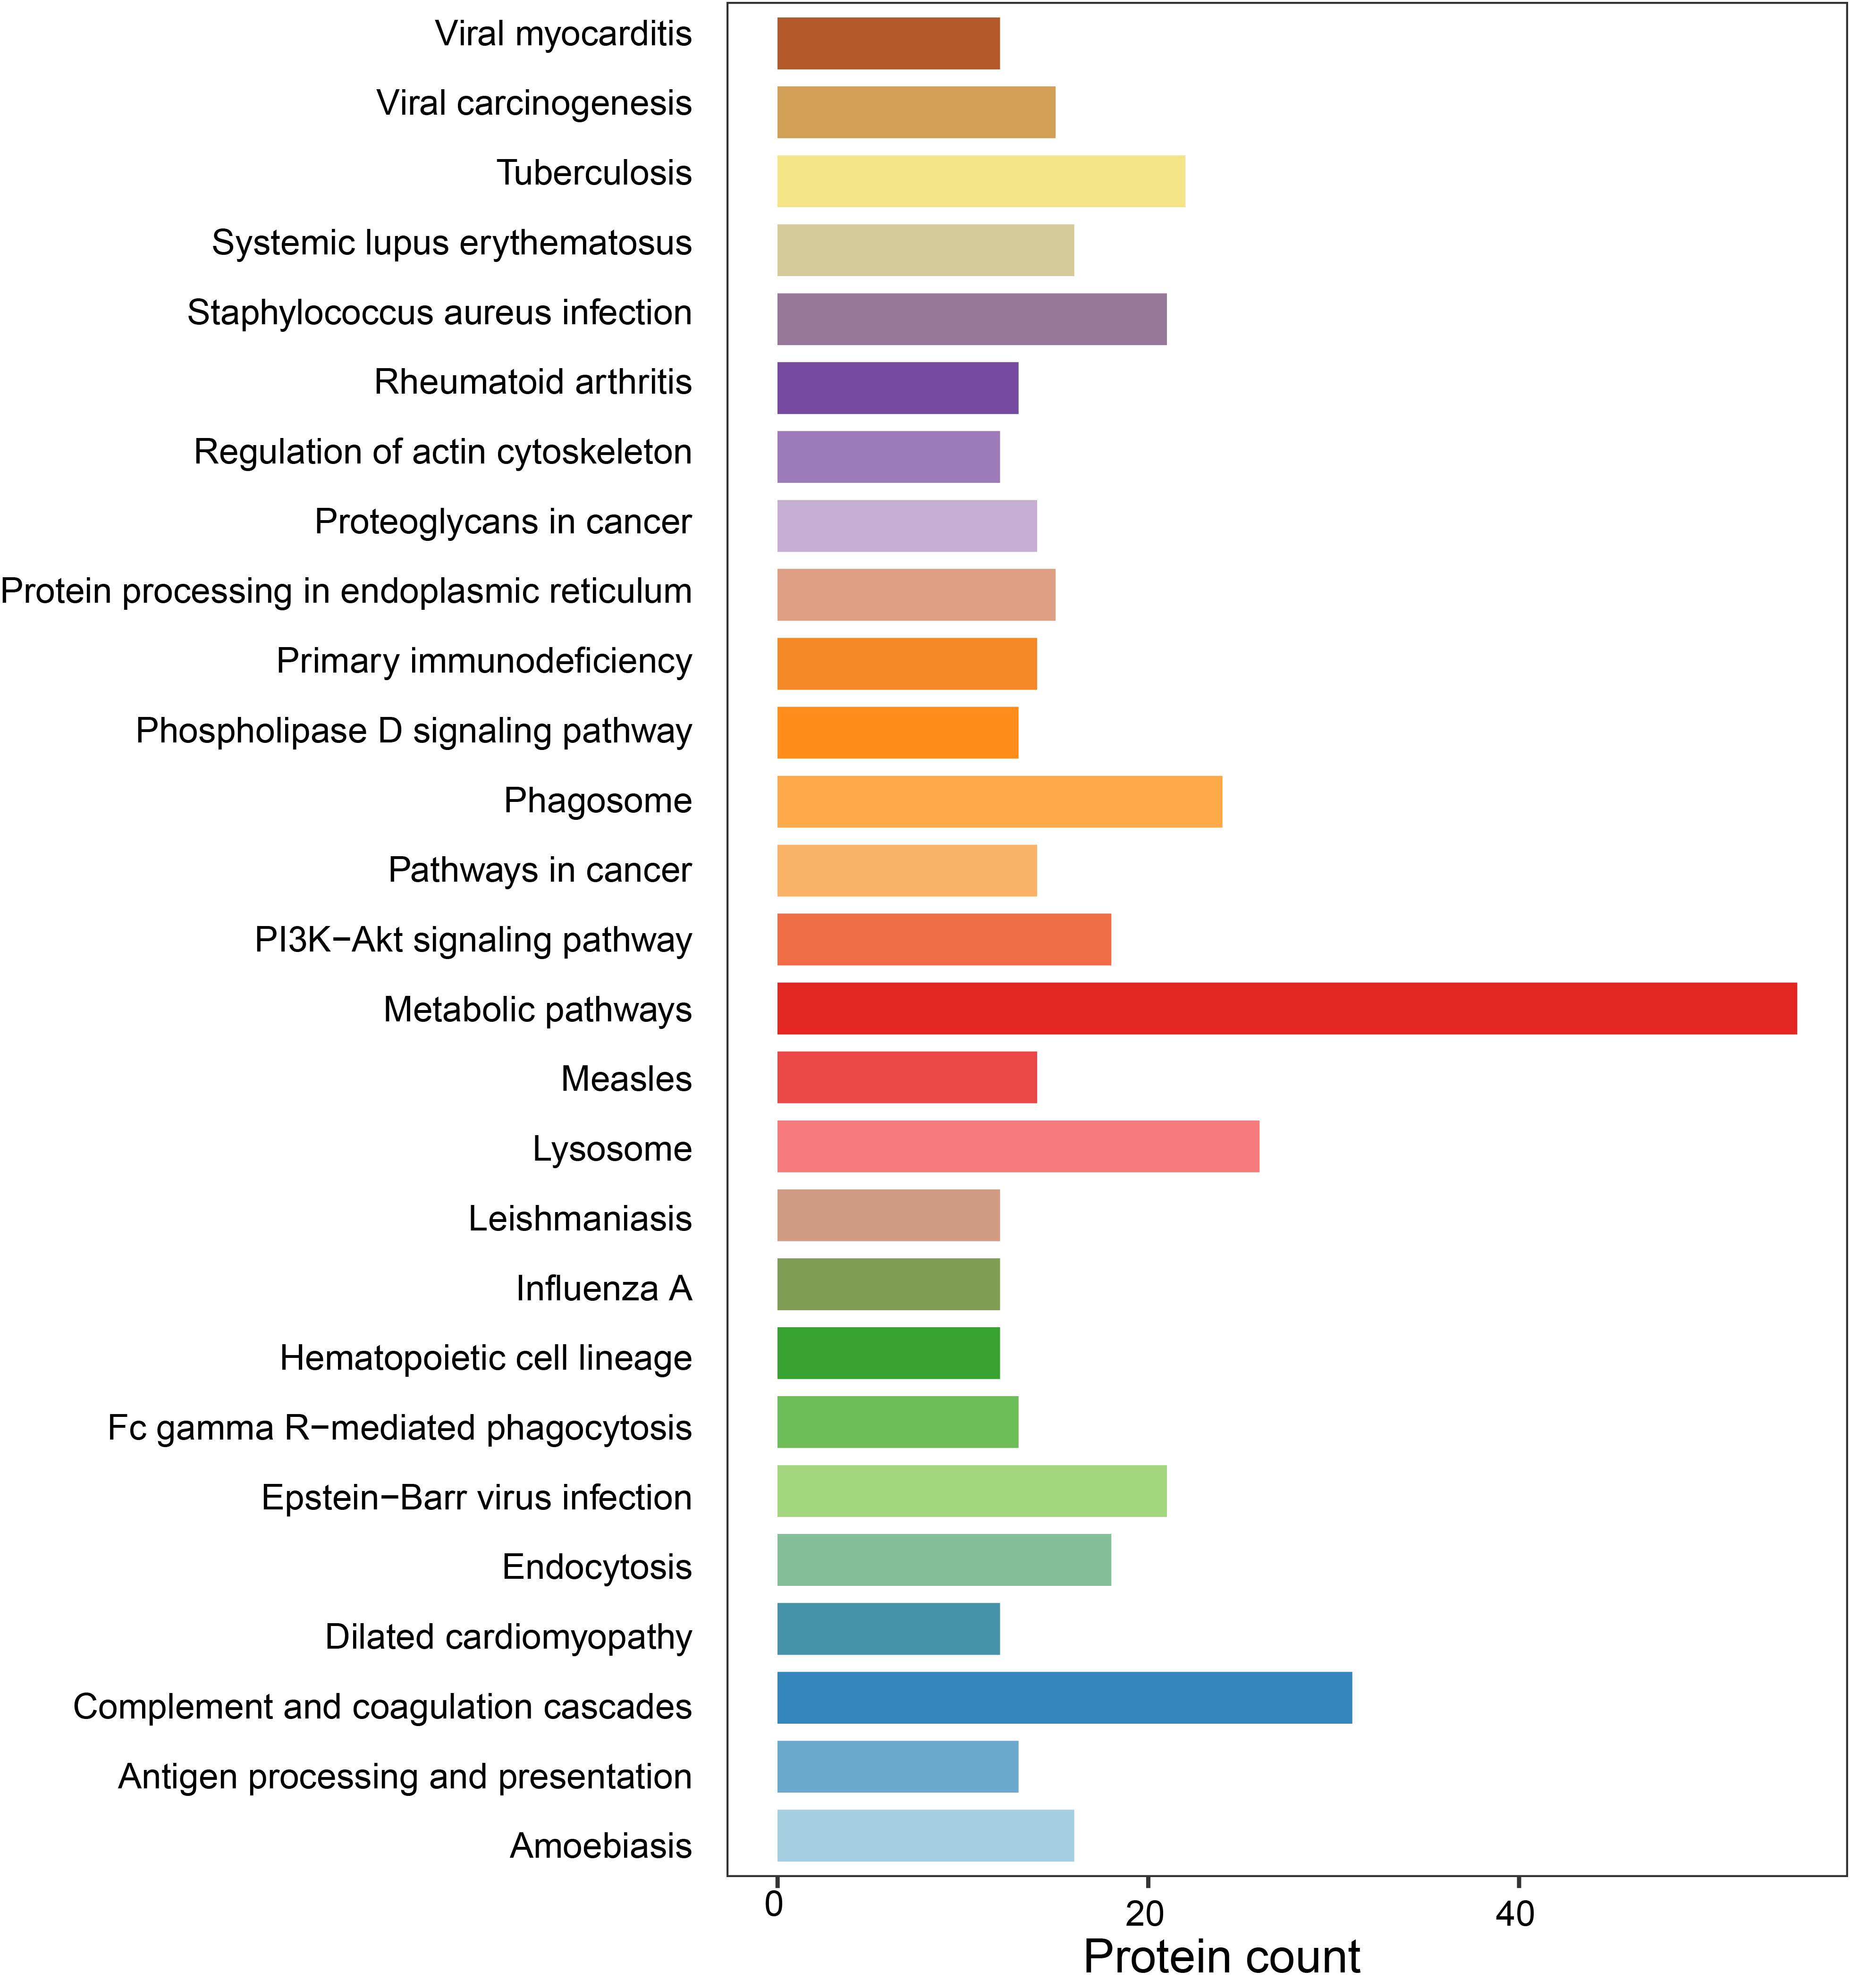 Viral myocarditis
Viral carcinogenesis
Tuberculosis
Systemic lupus erythematosus
Staphylococcus aureus infection
Rheumatoid arthritis
Regulation of actin cytoskeleton
Proteoglycans in cancer
Protein processing in endoplasmic reticulum
Primary immunodeficiency
Phospholipase D signaling pathway
Phagosome
Pathways in cancer
PI3K−Akt signaling pathway
Metabolic pathways
Measles
Lysosome
Leishmaniasis
Influenza A
Hematopoietic cell lineage
Fc gamma R−mediated phagocytosis
Epstein−Barr virus infection
Endocytosis
Dilated cardiomyopathy
Complement and coagulation cascades
Antigen processing and presentation
Amoebiasis
0 20 40
Protein count